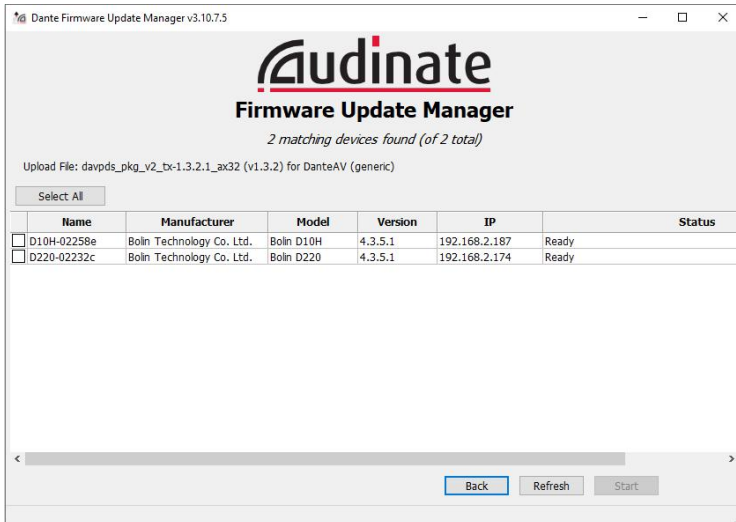 Dante Firmware Update Manager v3.10.7.5
Audinate
Firmware Update Manager
2 matching devices found (of 2 total)
Upload File: davpds_pkg_v2_tx-1.3.2.1_ax32 (v1.3.2) for DanteAV (generic)
Select All
Name Manufacturer Model Version IP Status
D10H-02258e Bolin Technology Co. Ltd. Bolin D10H 4.3.5.1 192.168.2.187 Ready
D220-02232c Bolin Technology Co. Ltd. Bolin D220 4.3.5.1 192.168.2.174 Ready
Back Refresh Start